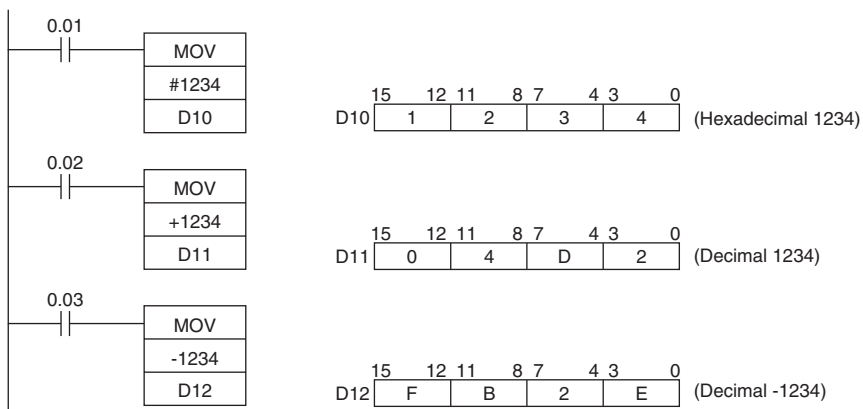 0.01
MOV
#1234
D10
15 12 11 8 7 4 3 0
D10 1 2 3 4 (Hexadecimal 1234)
0.02
MOV
+1234
D11
15 12 11 8 7 4 3 0
D11 0 4 D 2 (Decimal 1234)
0.03
MOV
-1234
D12
15 12 11 8 7 4 3 0
D12 F B 2 E (Decimal -1234)